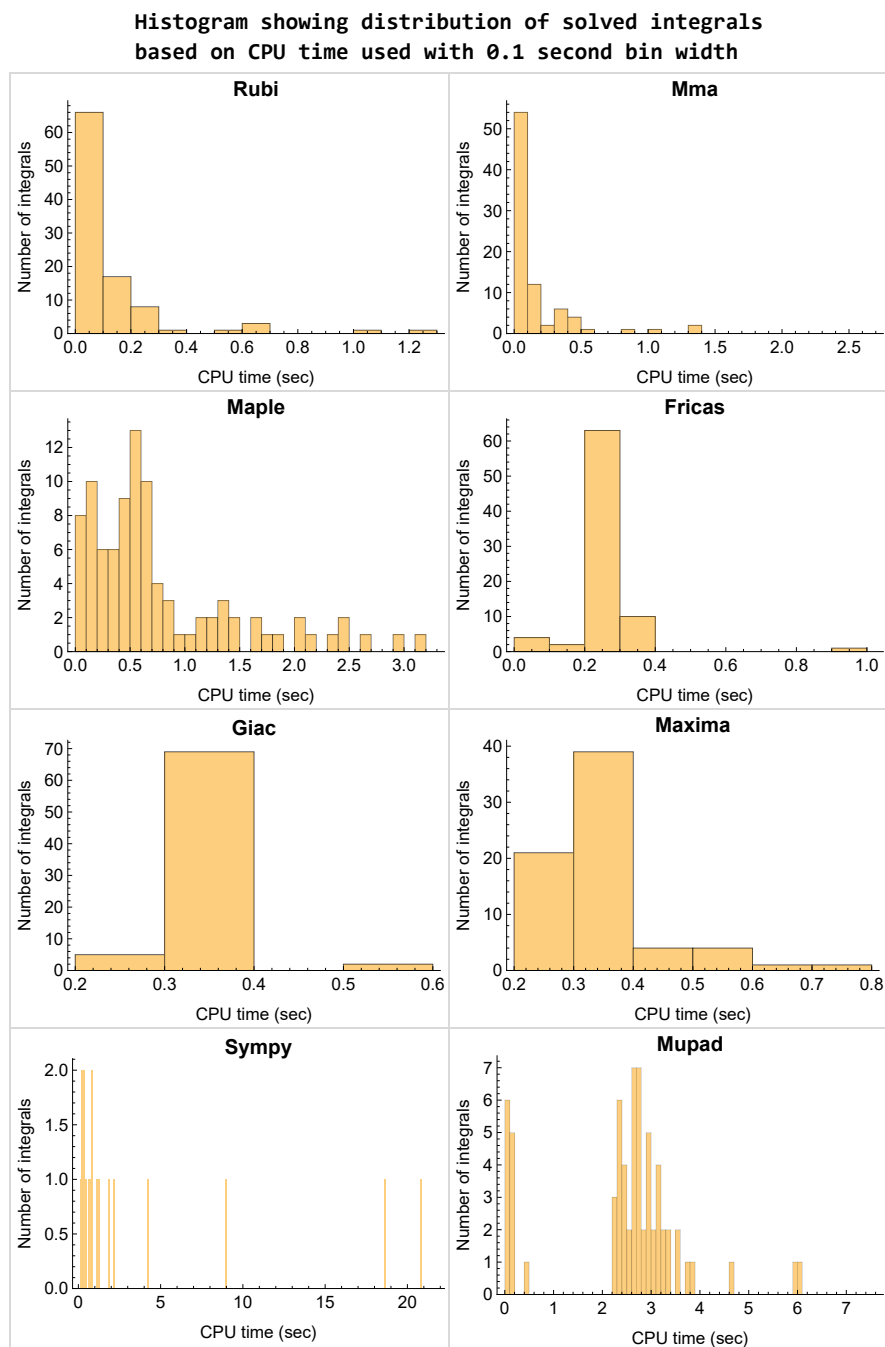 Histogram showing distribution of solved integrals
based on CPU time used with 0.1 second bin width
Rubi
Number of integrals
60
50
40
30
20
10
0
0.0 0.2 0.4 0.6 0.8 1.0 1.2
CPU time (sec)
Mma
Number of integrals
50
40
30
20
10
0
0.0 0.5 1.0 1.5 2.0 2.5
CPU time (sec)
Maple
Number of integrals
12
10
8
6
4
2
0
0.0 0.5 1.0 1.5 2.0 2.5 3.0
CPU time (sec)
Fricas
Number of integrals
60
50
40
30
20
10
0
0.0 0.2 0.4 0.6 0.8 1.0
CPU time (sec)
Giac
Number of integrals
70
60
50
40
30
20
10
0
0.2 0.3 0.4 0.5 0.6
CPU time (sec)
Maxima
Number of integrals
40
30
20
10
0
0.2 0.3 0.4 0.5 0.6 0.7 0.8
CPU time (sec)
Sympy
Number of integrals
2.0
1.5
1.0
0.5
0.0
0 5 10 15 20
CPU time (sec)
Mupad
Number of integrals
7
6
5
4
3
2
1
0
0 1 2 3 4 5 6 7
CPU time (sec)